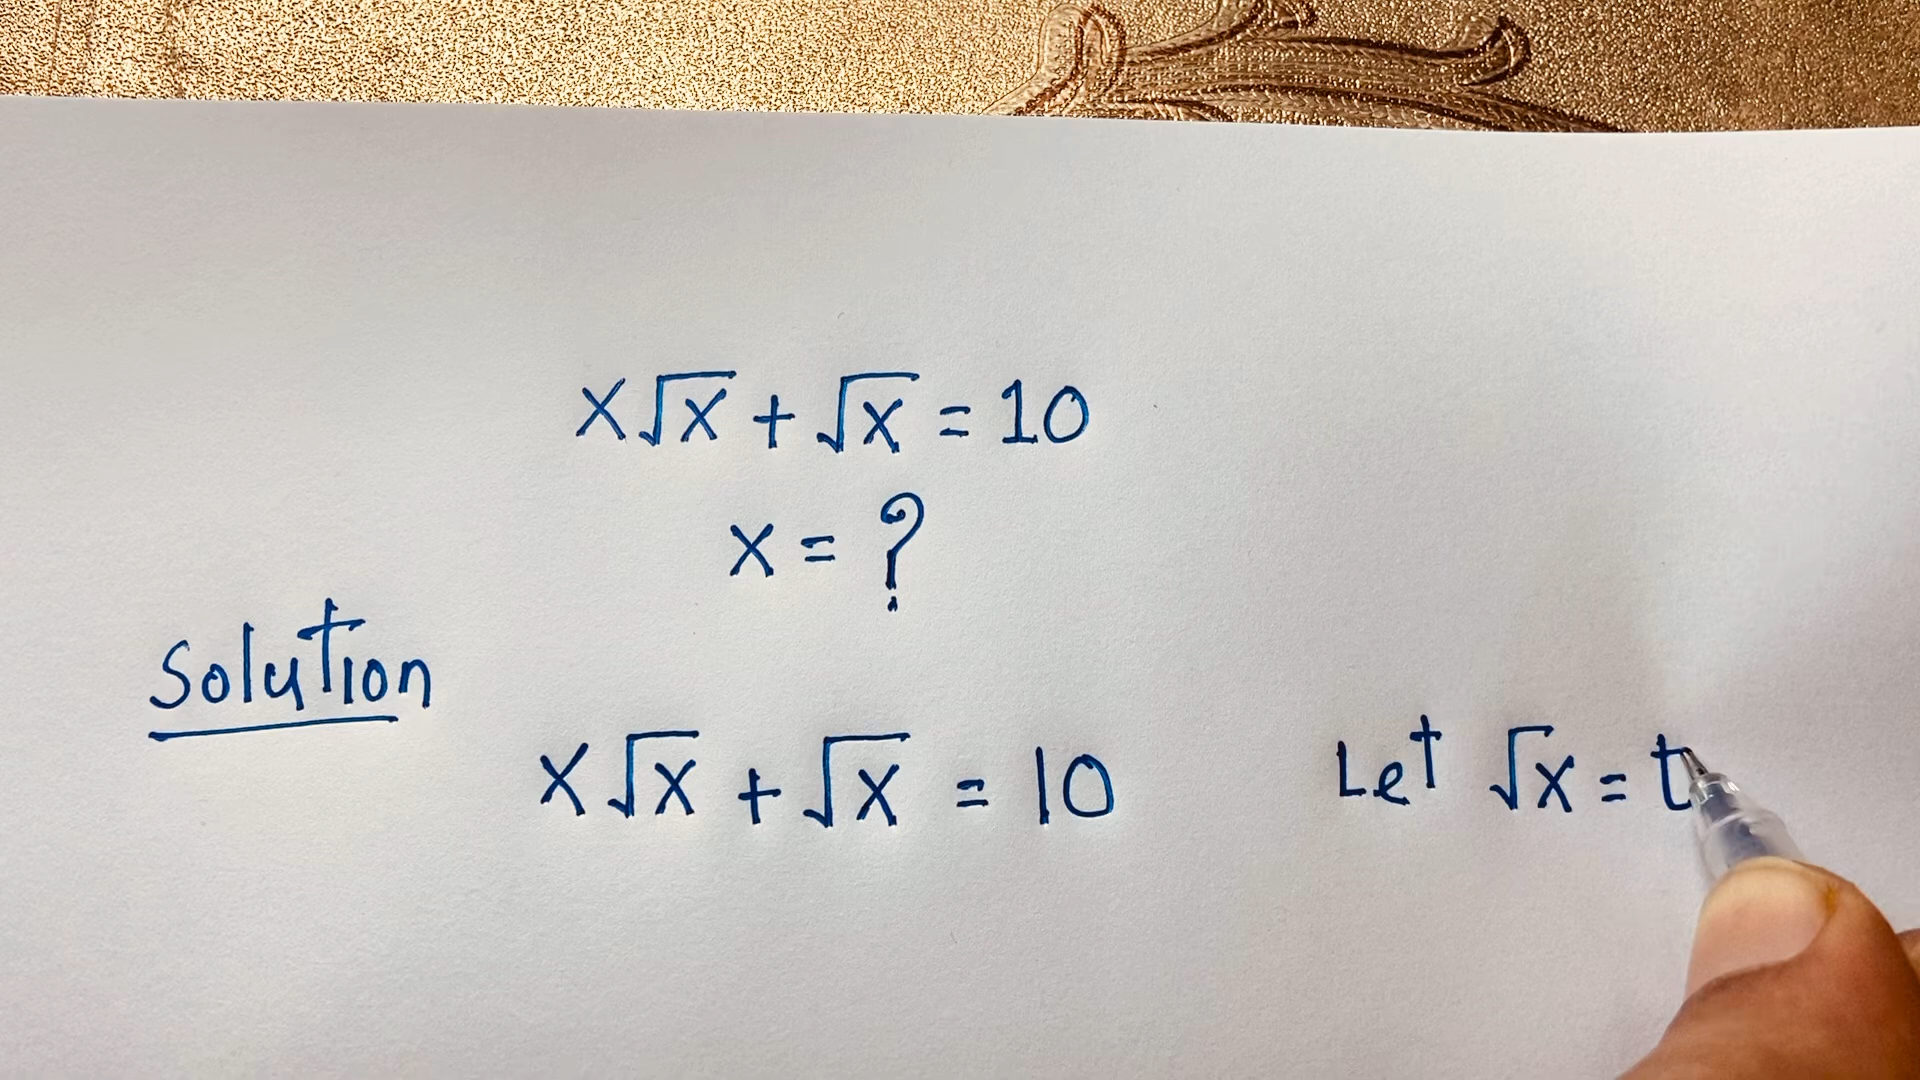 x√x + √x = 10
x = ?
Solution
x√x + √x = 10
Let √x = t